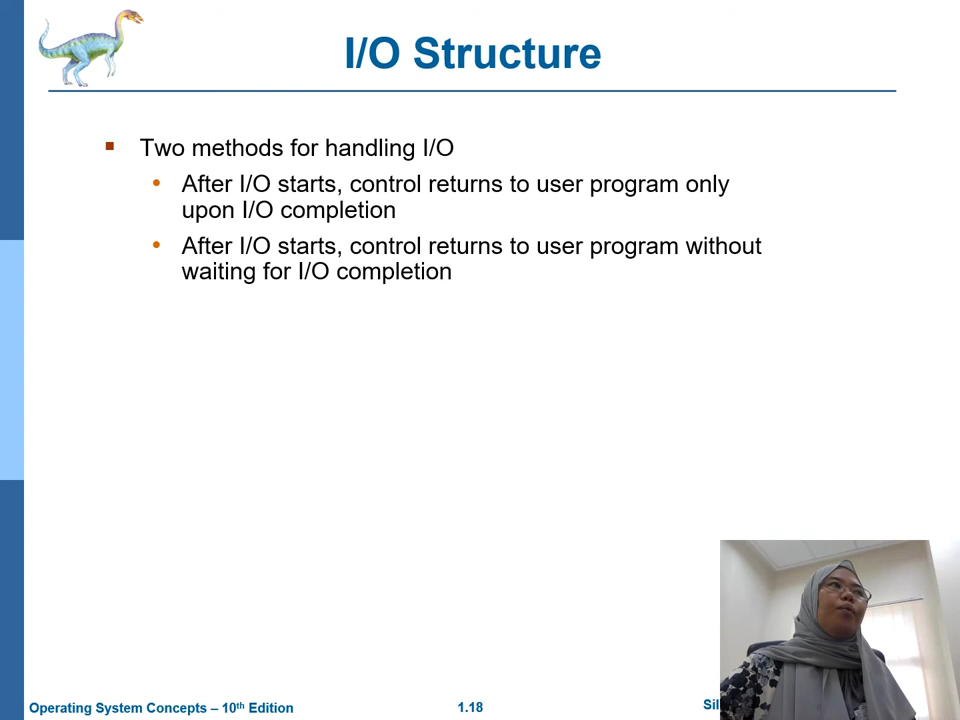 I/O Structure
Two methods for handling I/O
After I/O starts, control returns to user program only
upon I/O completion
After I/O starts, control returns to user program without
waiting for I/O completion
Operating System Concepts – 10th Edition
1.18